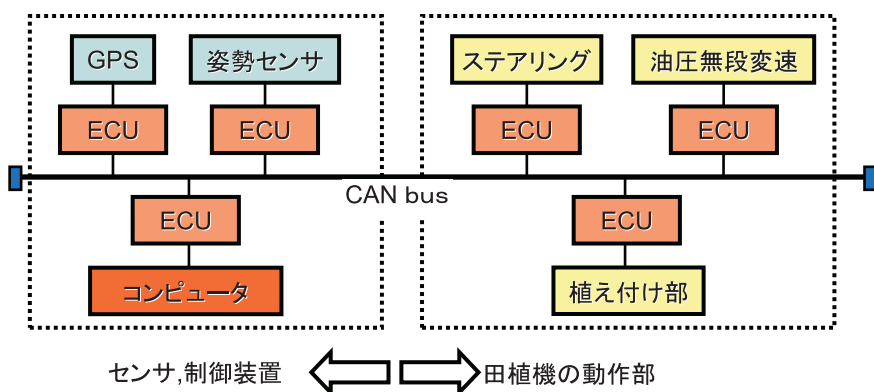 GPS
姿勢センサ
ステアリング
油圧無段変速
ECU
ECU
ECU
ECU
CAN bus
ECU
ECU
コンピュータ
植え付け部
センサ,制御装置
田植機の動作部